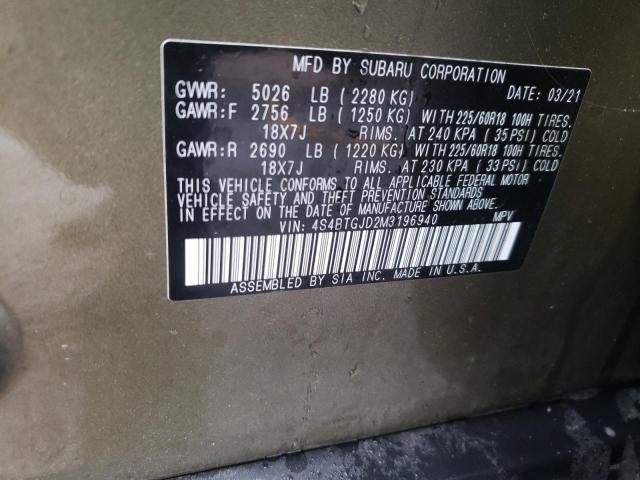 MFD BY SUBARU CORPORATION
GVWR: 5026 LB ( 2280 KG) DATE: 03/21
GAWR:F 2756 LB ( 1250 KG) WITH 225/60R18 100H TIRES.
18X7J RIMS. AT 240 KPA ( 35 PSI) COLD
GAWR:R 2690 LB ( 1220 KG) WITH 225/60R18 100H TIRES.
18X7J RIMS. AT 230 KPA ( 33 PSI) COLD
THIS VEHICLE CONFORMS TO ALL APPLICABLE FEDERAL MOTOR
VEHICLE SAFETY AND THEFT PREVENTION STANDARDS
IN EFFECT ON THE DATE OF MANUFACTURE SHOWN ABOVE.
VIN: 4S4BTGJD2M3196940 MPV
ASSEMBLED BY SIA INC. MADE IN U.S.A.